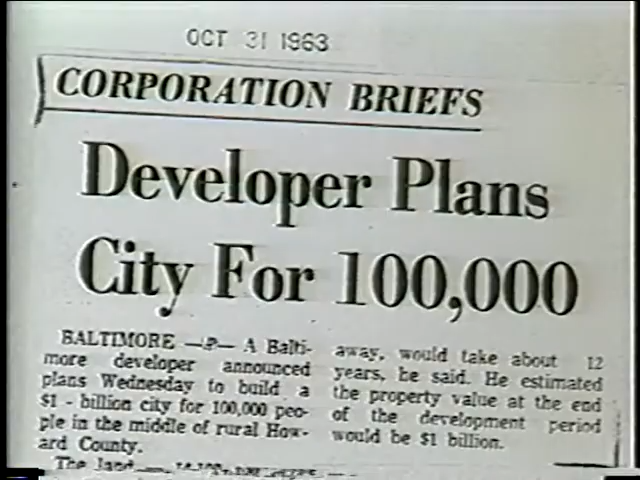 OCT 31 1963
CORPORATION BRIEFS
Developer Plans
City For 100,000
BALTIMORE —P— A Balti-
more developer announced
plans Wednesday to build a
$1 - billion city for 100,000 peo-
ple in the middle of rural How-
ard County.
The land
away, would take about 12
years, he said. He estimated
the property value at the end
of the development period
would be $1 billion.